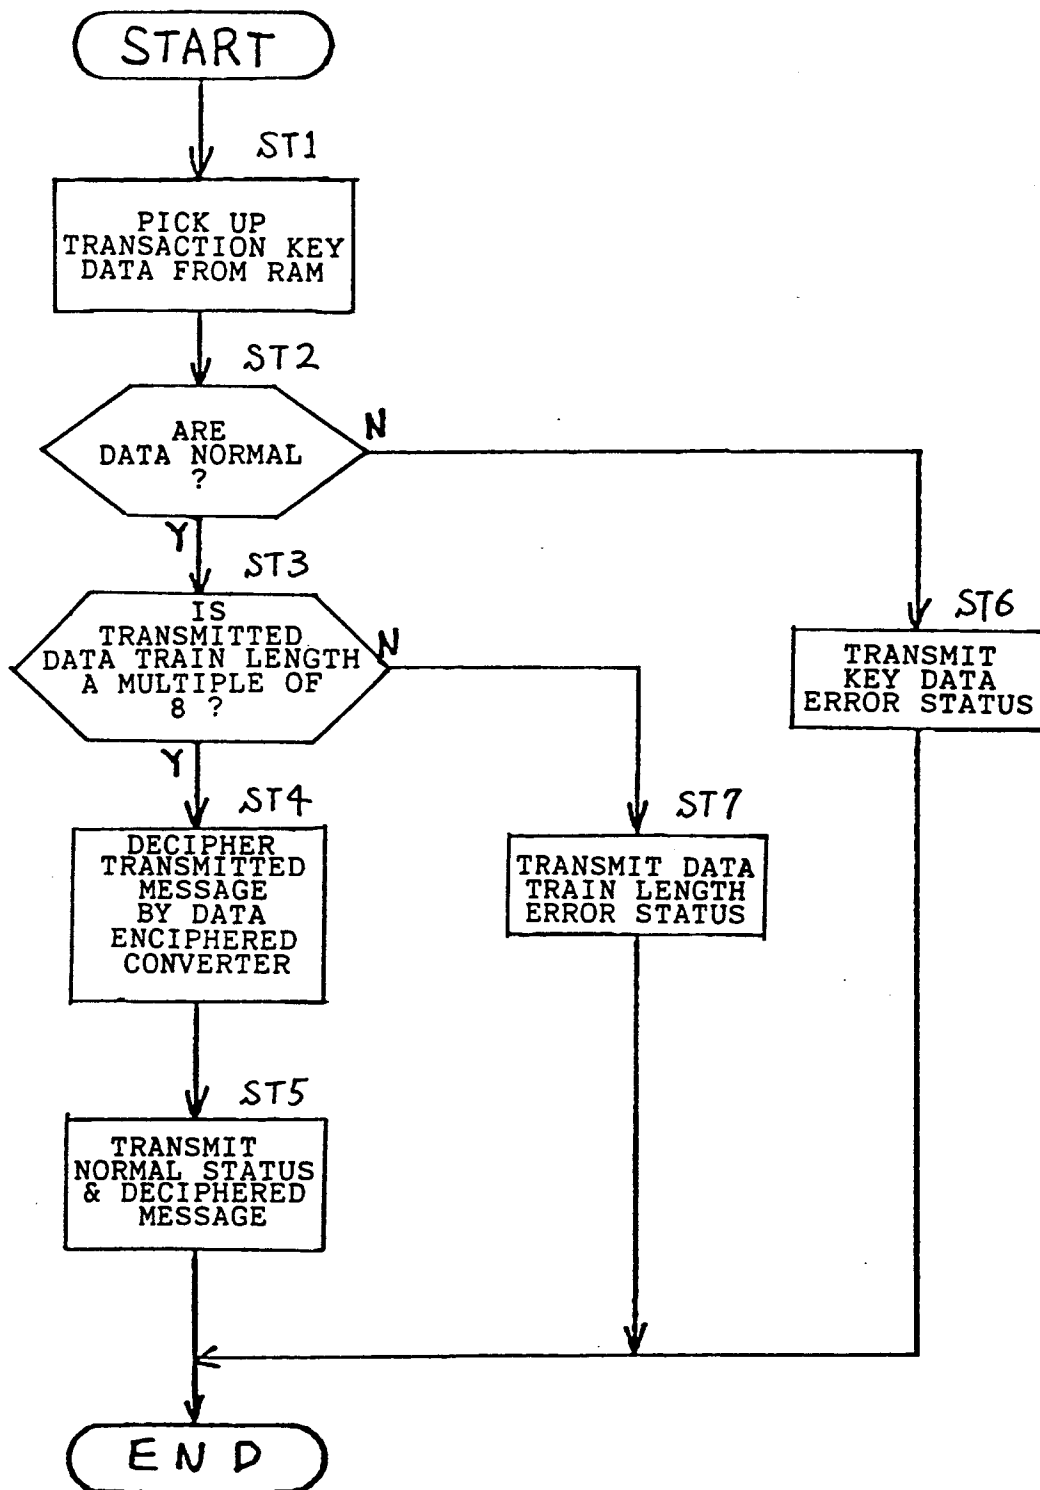 START
ST1
PICK UP
TRANSACTION KEY
DATA FROM RAM
ST2
ARE
DATA NORMAL
?
N
Y
ST3
IS
TRANSMITTED
DATA TRAIN LENGTH
A MULTIPLE OF
8 ?
N
Y
ST6
TRANSMIT
KEY DATA
ERROR STATUS
ST4
DECIPHER
TRANSMITTED
MESSAGE
BY DATA
ENCIPHERED
CONVERTER
ST7
TRANSMIT DATA
TRAIN LENGTH
ERROR STATUS
ST5
TRANSMIT
NORMAL STATUS
& DECIPHERED
MESSAGE
END